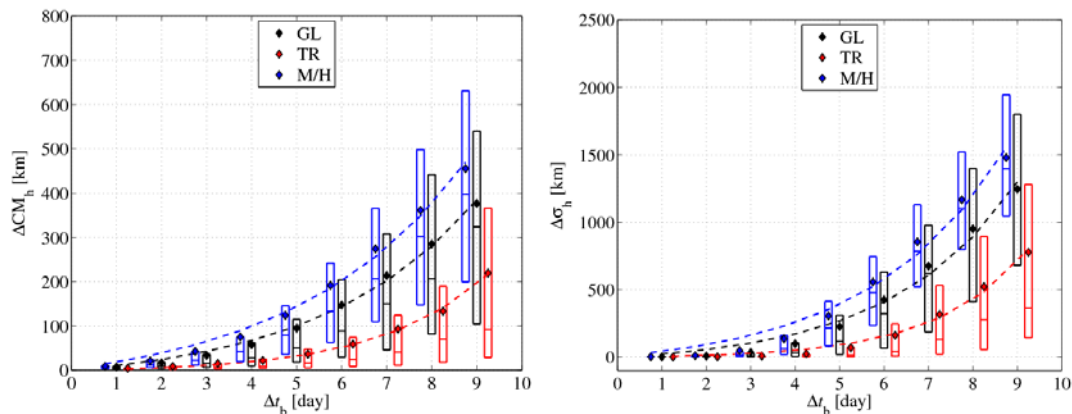 800
700
600
500
400
300
200
100
0
ΔCM_h [km]
0 1 2 3 4 5 6 7 8 9 10
Δt_h [day]
GL
TR
M/H
2500
2000
1500
1000
500
0
Δσ_h [km]
0 1 2 3 4 5 6 7 8 9 10
Δt_h [day]
GL
TR
M/H